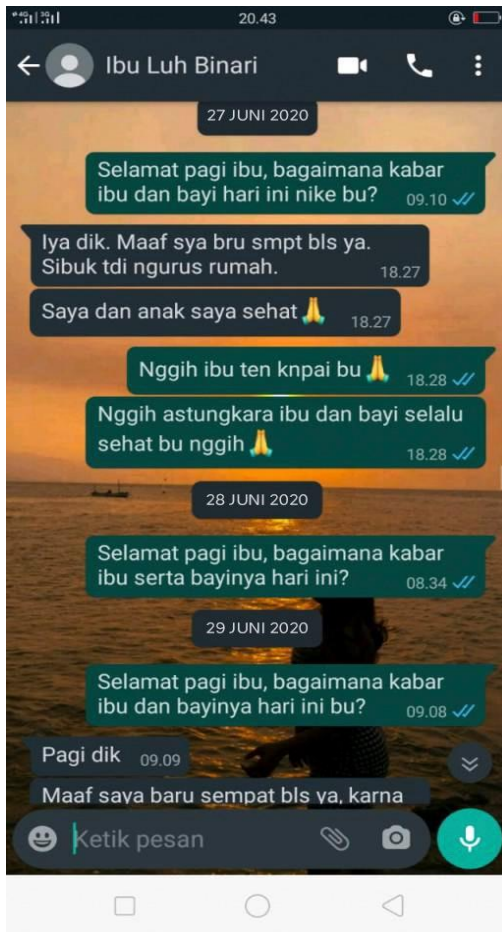 20.43
Ibu Luh Binari
27 JUNI 2020
Selamat pagi ibu, bagaimana kabar
ibu dan bayi hari ini nike bu? 09.10
Iya dik. Maaf sya bru smpt bls ya.
Sibuk tdi ngurus rumah. 18.27
Saya dan anak saya sehat🙏 18.27
Nggih ibu ten knpai bu🙏 18.28
Nggih astungkara ibu dan bayi selalu
sehat bu nggih🙏 18.28
28 JUNI 2020
Selamat pagi ibu, bagaimana kabar
ibu serta bayinya hari ini? 08.34
29 JUNI 2020
Selamat pagi ibu, bagaimana kabar
ibu dan bayinya hari ini bu? 09.08
Pagi dik 09.09
Maaf saya baru sempat bls ya, karna
Ketik pesan